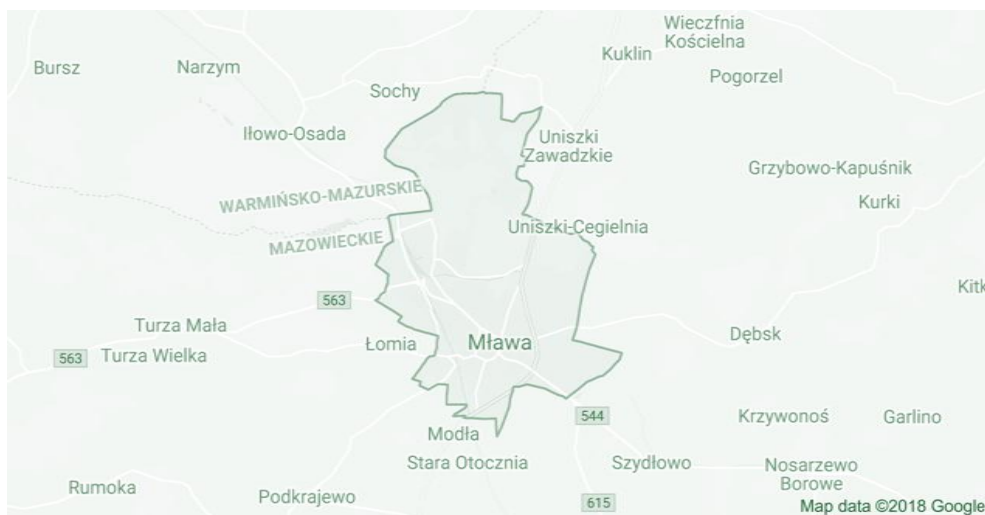 Wieczfnia
Kościelna
Kuklin
Bursz
Narzym
Pogorzel
Sochy
Iłowo-Osada
Uniszki
Zawadzkie
Grzybowo-Kapuśnik
WARMIŃSKO-MAZURSKIE
Kurki
Uniszki-Cegielnia
MAZOWIECKIE
Kitk
563
Turza Mała
Dębsk
Łomia
Mława
563
Turza Wielka
544
Krzywonoś
Garlino
Modła
Stara Otocznia
Szydłowo
Nosarzewo
Borowe
Rumoka
Podkrajewo
615
Map data ©2018 Google